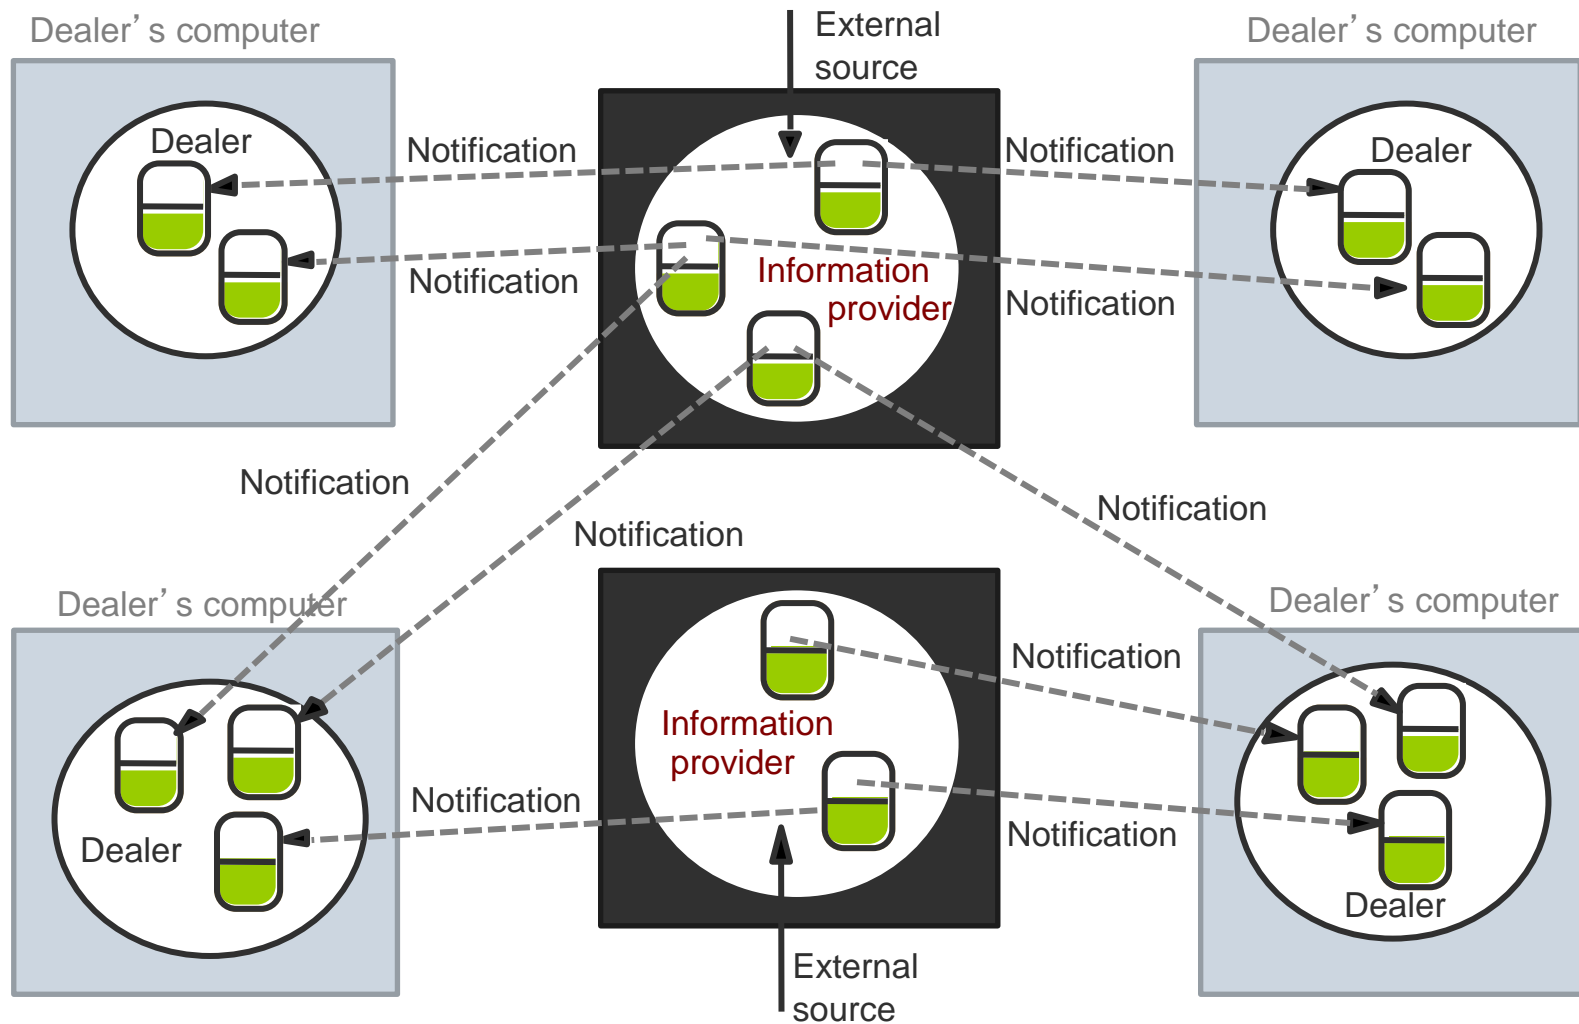 Dealer’s computer
External
source
Dealer’s computer
Dealer
Notification
Notification
Dealer
Notification
Information
provider
Notification
Notification
Notification
Notification
Dealer’s computer
Dealer’s computer
Notification
Information
provider
Notification
Notification
Dealer
Dealer
External
source